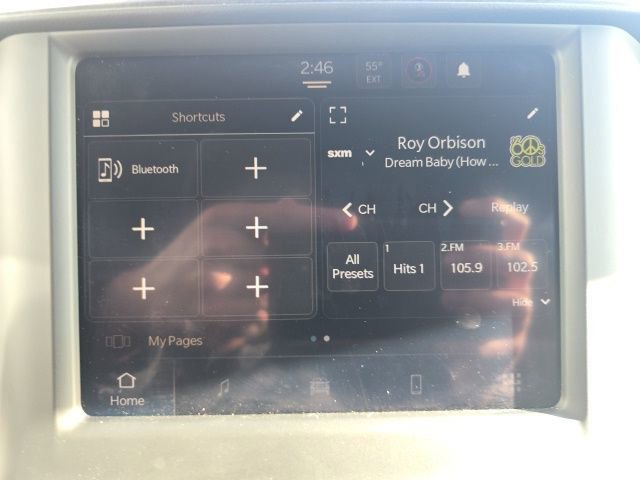 2:46
55°
EXT
Shortcuts
Bluetooth
sxm
Roy Orbison
Dream Baby (How ...
60s
GOLD
CH
CH
Replay
All
Presets
1
Hits 1
2.FM
105.9
3.FM
102.5
Hide
My Pages
Home